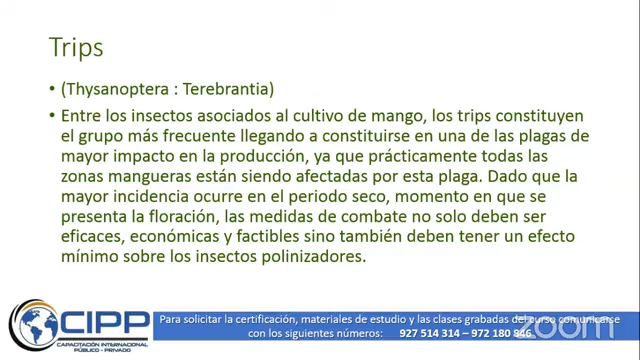 Trips
• (Thysanoptera : Terebrantia)
• Entre los insectos asociados al cultivo de mango, los trips constituyen
el grupo más frecuente llegando a constituirse en una de las plagas de
mayor impacto en la producción, ya que prácticamente todas las
zonas mangueras están siendo afectadas por esta plaga. Dado que la
mayor incidencia ocurre en el periodo seco, momento en que se
presenta la floración, las medidas de combate no solo deben ser
eficaces, económicas y factibles sino también deben tener un efecto
mínimo sobre los insectos polinizadores.
CIPP
CAPACITACIÓN INTERNACIONAL
PÚBLICO - PRIVADO
Para solicitar la certificación, materiales de estudio y las clases grabadas del curso comunicarse
con los siguientes números: 927 514 314 – 972 180 846
zoom